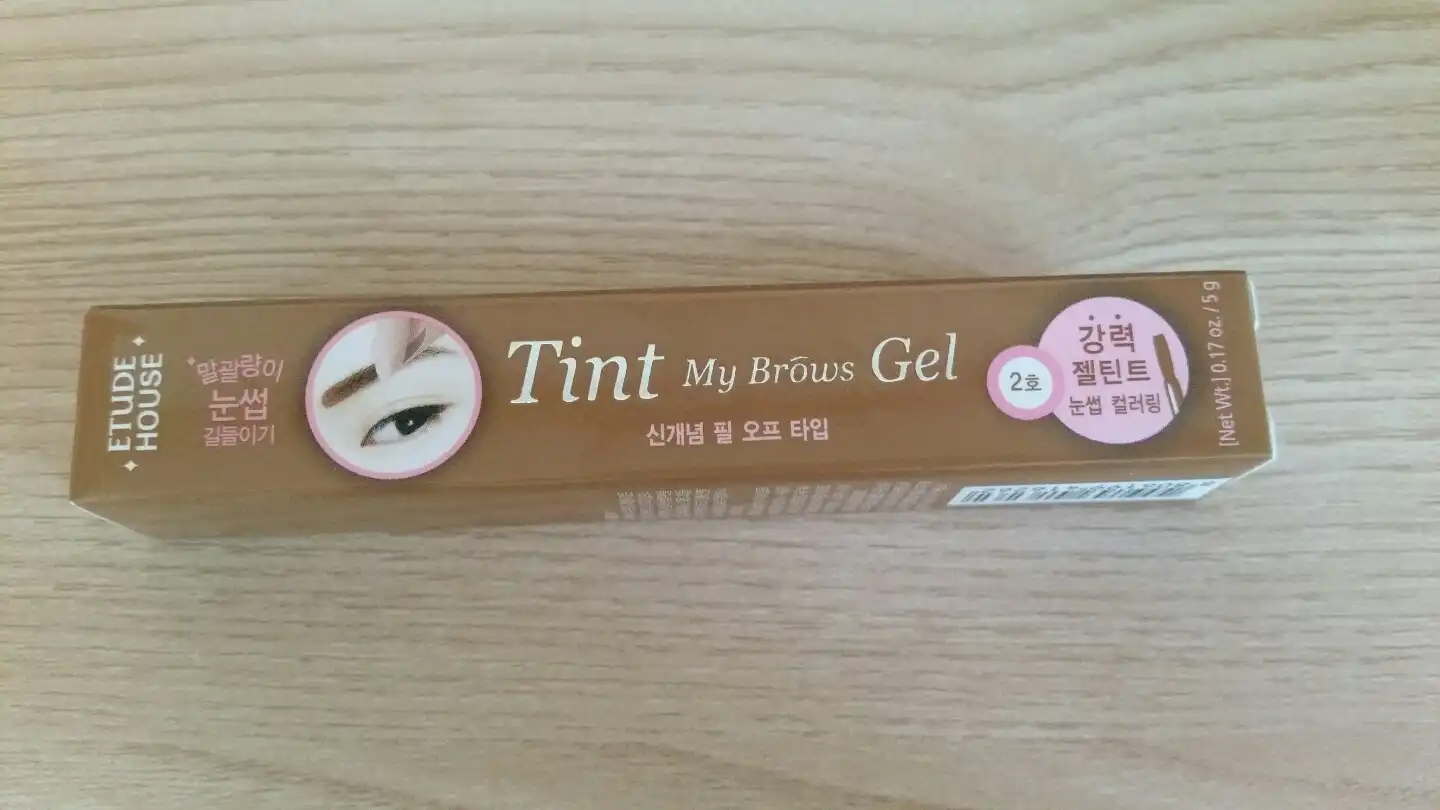 ETUDE
HOUSE
말괄량이
눈썹
길들이기
Tint My Brows Gel
신개념 필 오프 타입
2호
강력
젤틴트
눈썹 컬러링
[Net Wt.] 0.17 oz. / 5 g